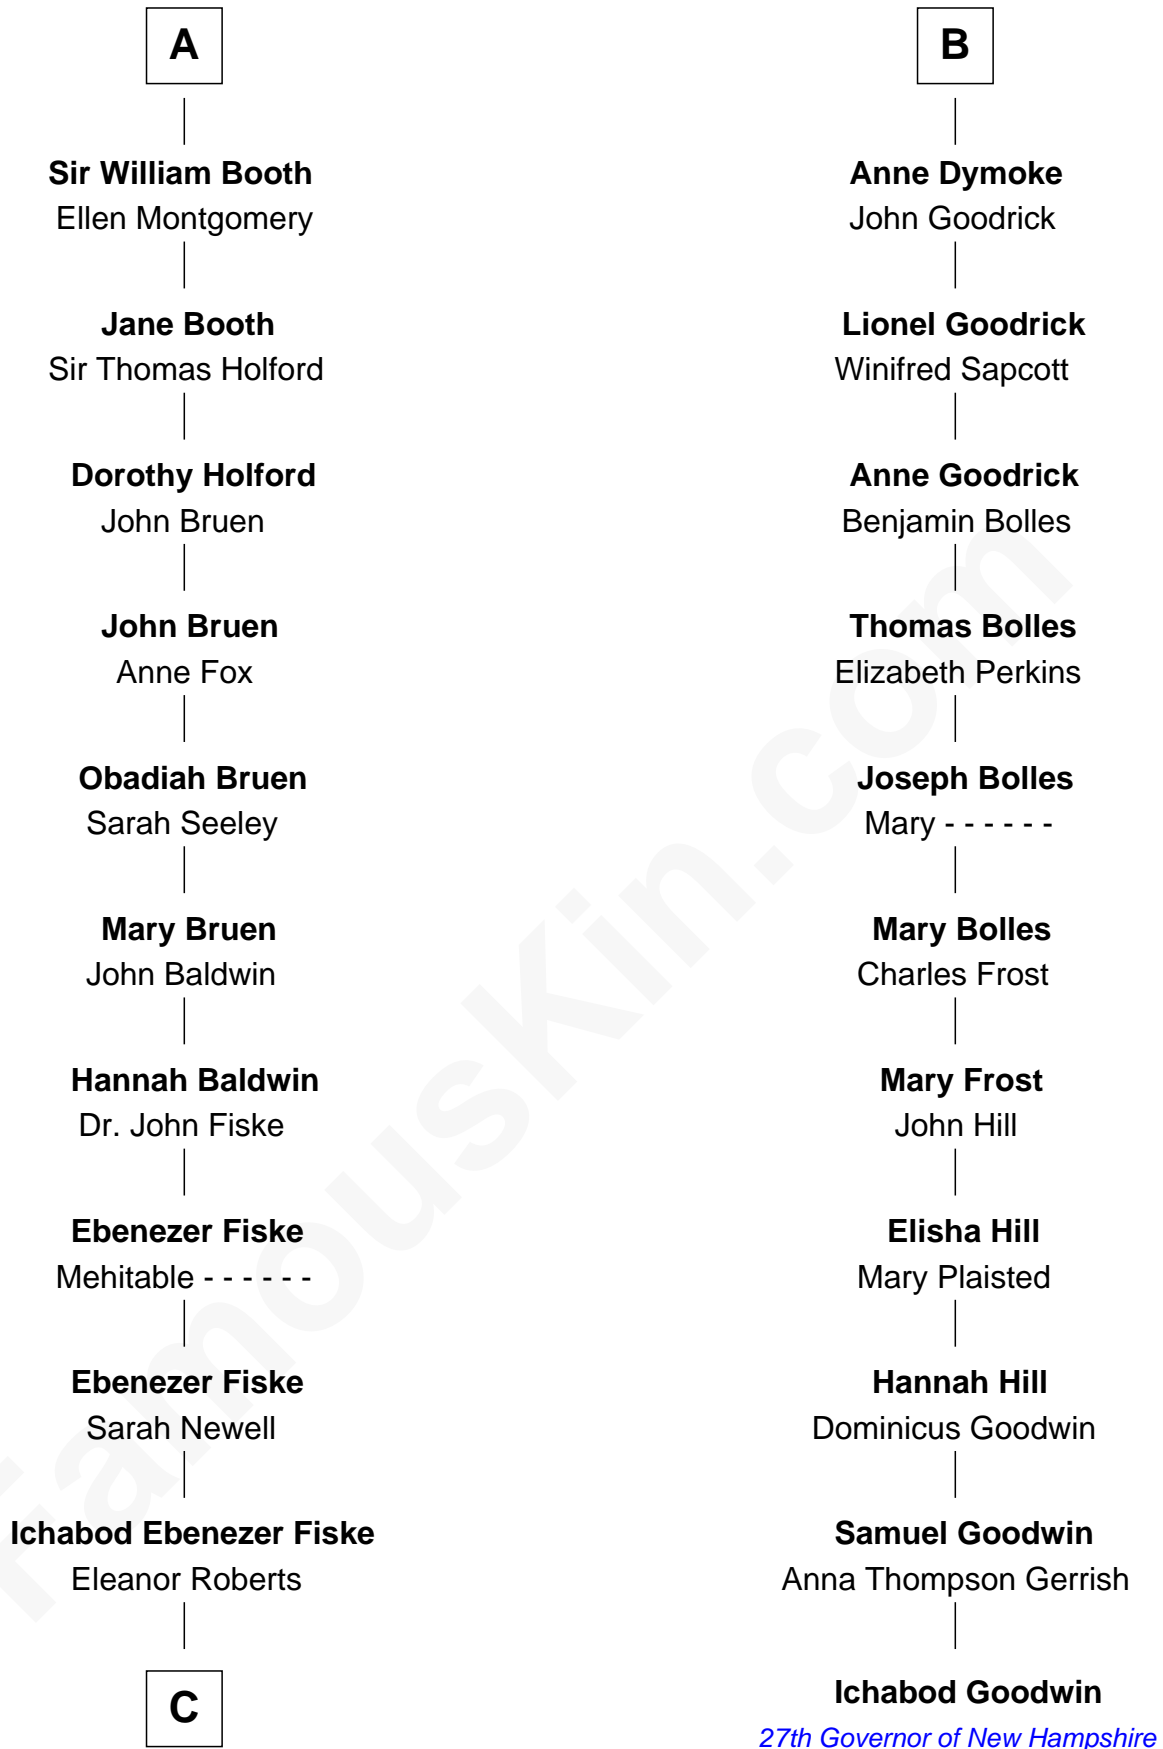 A
Sir William Booth
Ellen Montgomery
Jane Booth
Sir Thomas Holford
Dorothy Holford
John Bruen
John Bruen
Anne Fox
Obadiah Bruen
Sarah Seeley
Mary Bruen
John Baldwin
Hannah Baldwin
Dr. John Fiske
Ebenezer Fiske
Mehitable - - - - - -
Ebenezer Fiske
Sarah Newell
Ichabod Ebenezer Fiske
Eleanor Roberts
C
B
Anne Dymoke
John Goodrick
Lionel Goodrick
Winifred Sapcott
Anne Goodrick
Benjamin Bolles
Thomas Bolles
Elizabeth Perkins
Joseph Bolles
Mary - - - - - -
Mary Bolles
Charles Frost
Mary Frost
John Hill
Elisha Hill
Mary Plaisted
Hannah Hill
Dominicus Goodwin
Samuel Goodwin
Anna Thompson Gerrish
Ichabod Goodwin
27th Governor of New Hampshire
FamousKin.com